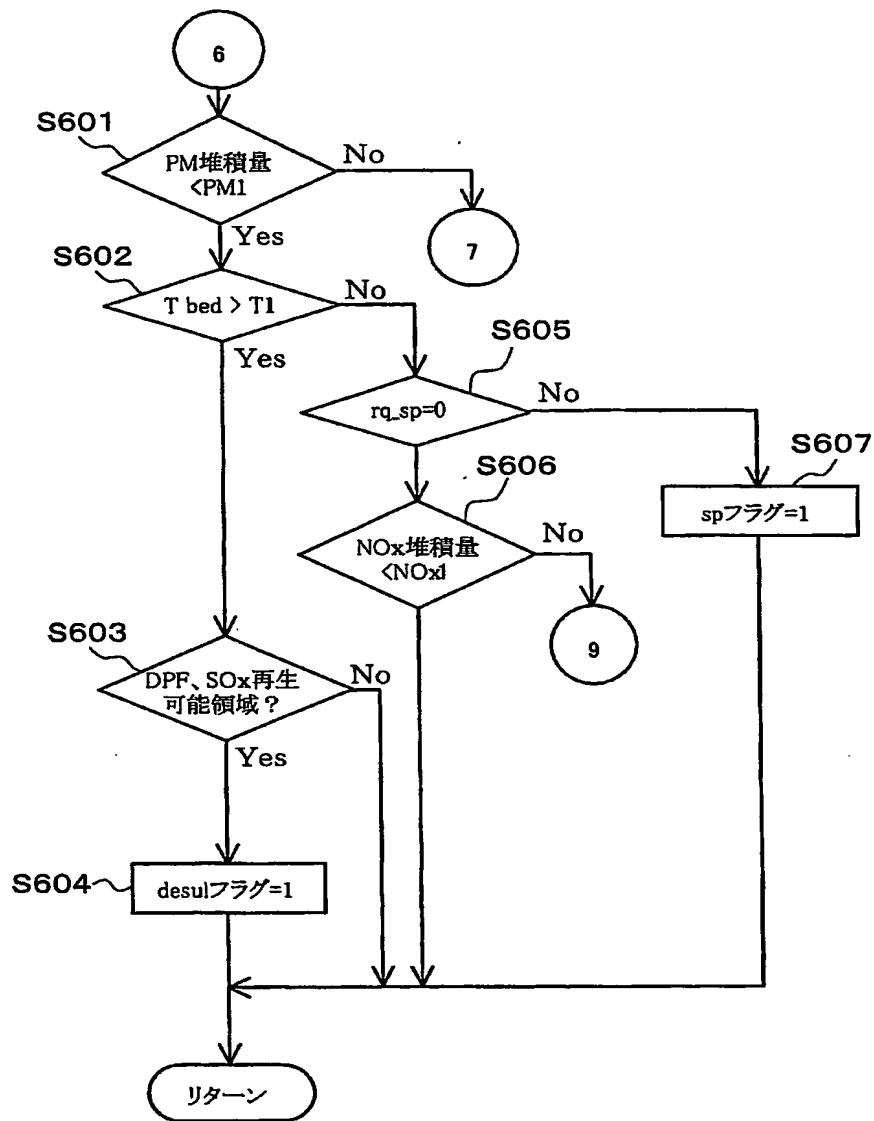 6
S601
PM堆積量
<PM1
No
7
Yes
S602
T bed > T1
No
Yes
S605
rq_sp=0
No
S607
spフラグ=1
S606
NOx堆積量
<NOx1
No
9
S603
DPF、SOx再生
可能領域?
No
Yes
S604
desulフラグ=1
リターン